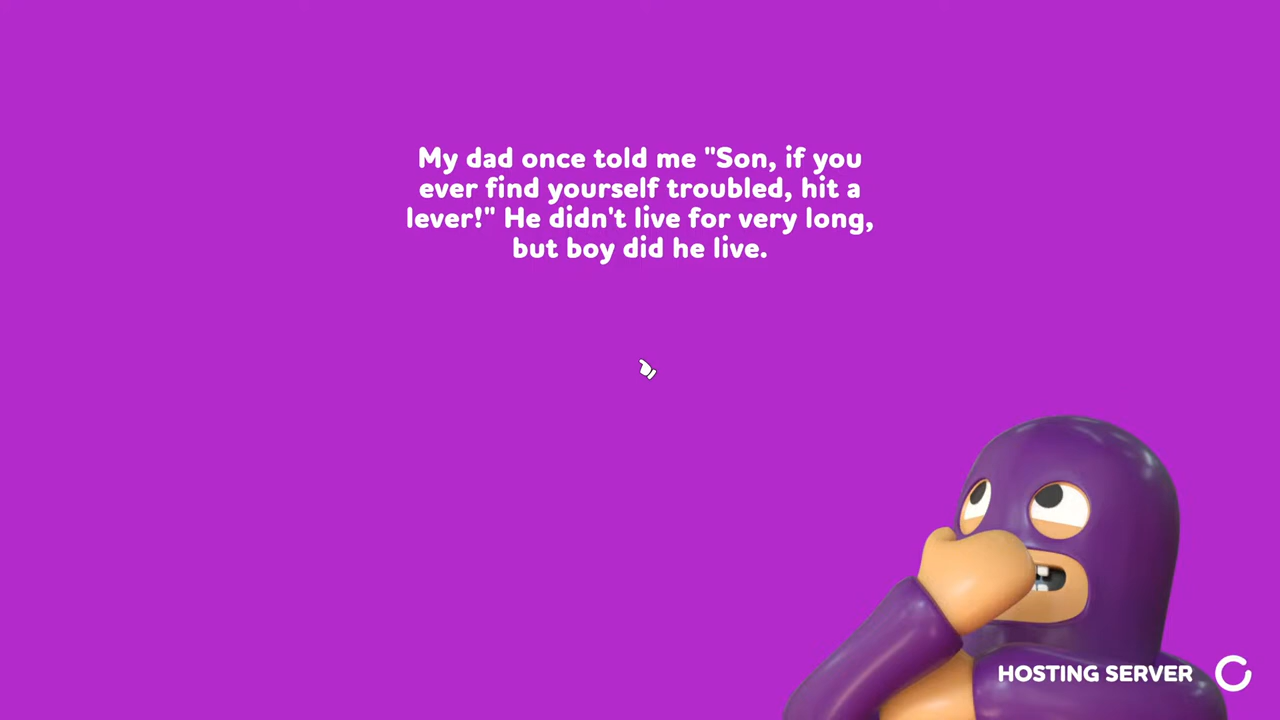 My dad once told me "Son, if you
ever find yourself troubled, hit a
lever!" He didn't live for very long,
but boy did he live.
HOSTING SERVER